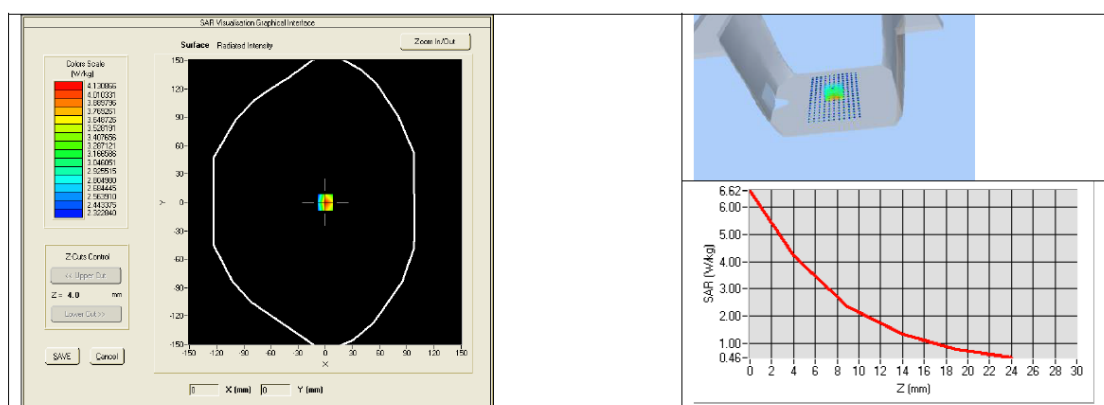 SAR Visualisation Graphical Interface
Surface Radiated Intensity
Zoom In/Out
Colors Scale
(W/kg)
4.130866
4.010331
3.889796
3.769261
3.648726
3.528191
3.407656
3.287121
3.166586
3.046051
2.925515
2.804980
2.684445
2.563910
2.443375
2.322840
Z-Cuts Control
<< Upper Cut
Z = 4.0 mm
Lower Cut >>
SAVE
Cancel
150-
120-
90-
60-
30-
0-
-30-
-60-
-90-
-120-
-150-
Y
-150 -120 -90 -60 -30 0 30 60 90 120 150
X
0 X (mm) 0 Y (mm)
6.62-
6.00-
5.00-
4.00-
3.00-
2.00-
1.00-
0.46-
SAR (W/kg)
0 2 4 6 8 10 12 14 16 18 20 22 24 26 28 30
Z (mm)